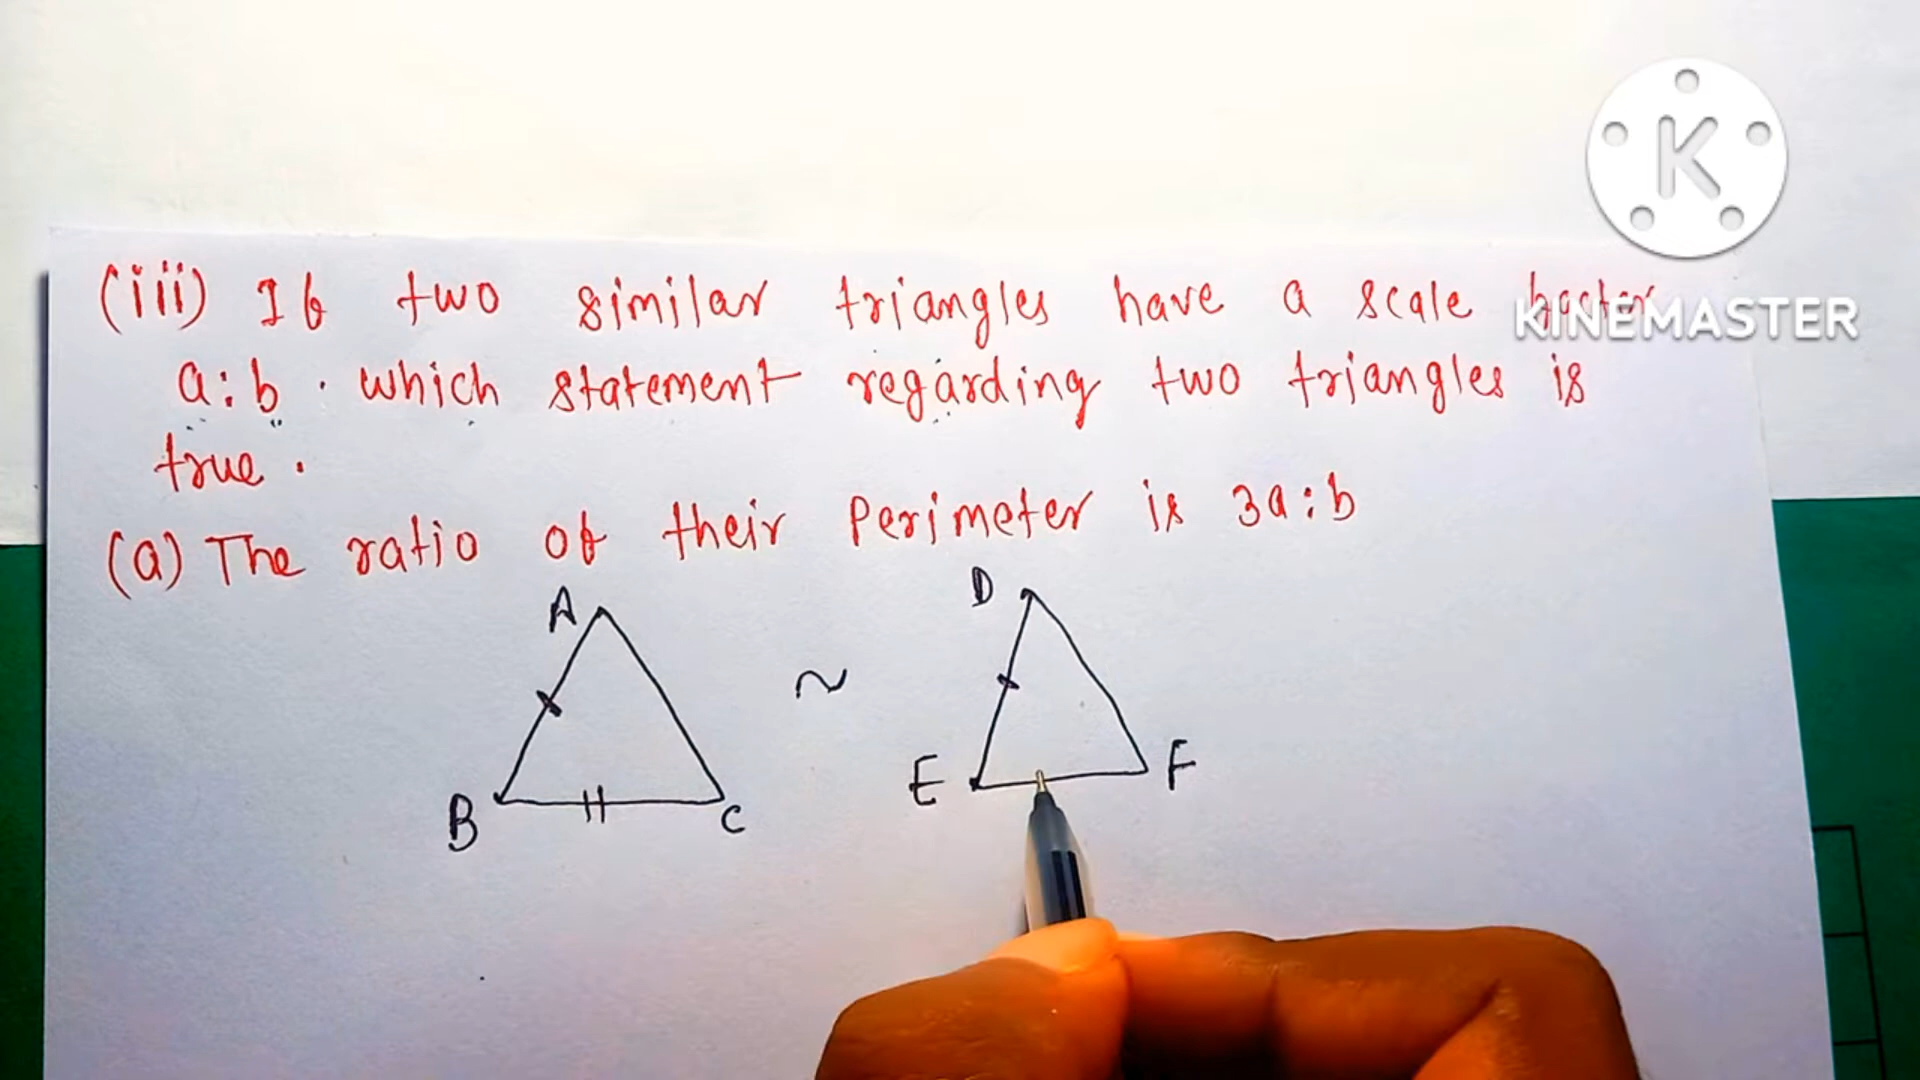 (iii) If two similar triangles have a scale factor
a:b. which statement regarding two triangles is
true.
(a) The ratio of their Perimeter is 3a:b
A
D
~
B
C
E
F
K
KINEMASTER